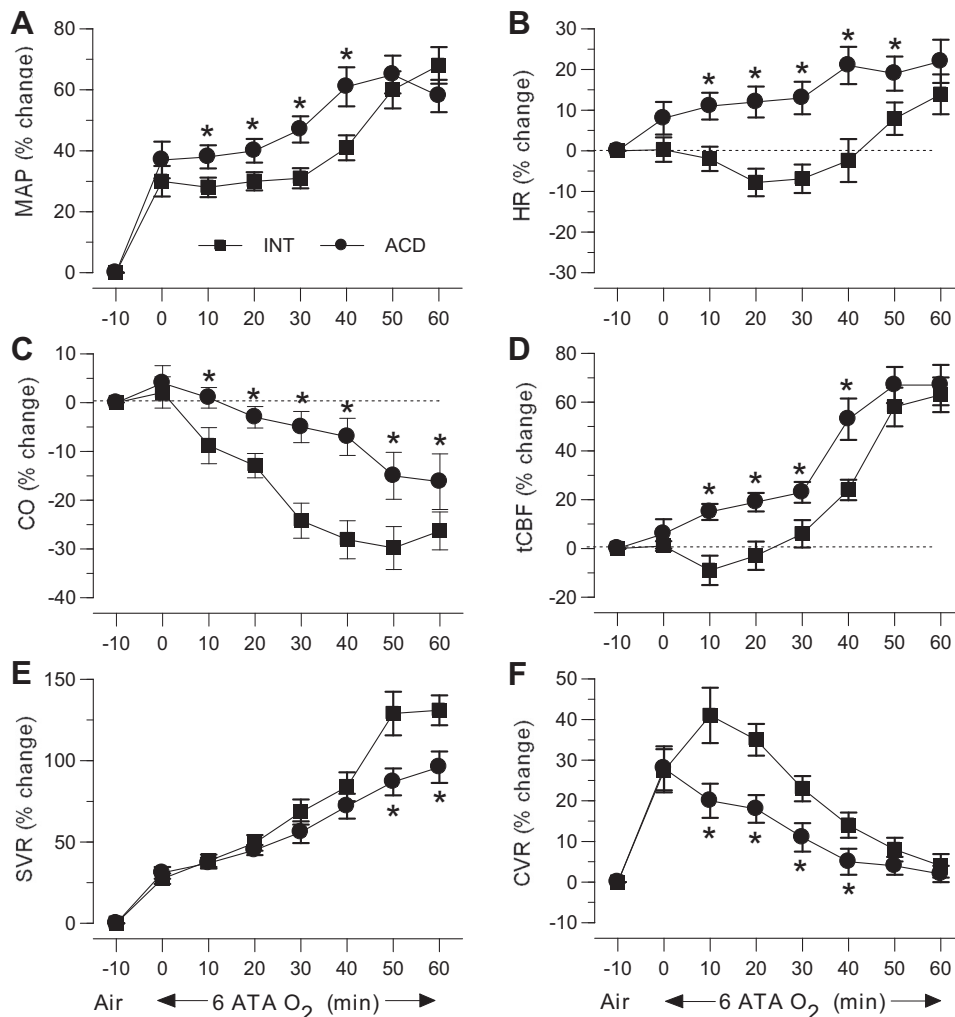 A
MAP (% change)
80
60
40
20
0
* * * * 
INT ACD
-10 0 10 20 30 40 50 60
B
HR (% change)
30
20
10
0
-10
-20
-30
* * * * *
-10 0 10 20 30 40 50 60
C
CO (% change)
10
0
-10
-20
-30
-40
* * * * * *
-10 0 10 20 30 40 50 60
D
tCBF (% change)
80
60
40
20
0
-20
* * * *
-10 0 10 20 30 40 50 60
E
SVR (% change)
150
100
50
0
* *
-10 0 10 20 30 40 50 60
Air 6 ATA O2 (min)
F
CVR (% change)
50
40
30
20
10
0
-10
* * * *
-10 0 10 20 30 40 50 60
Air 6 ATA O2 (min)